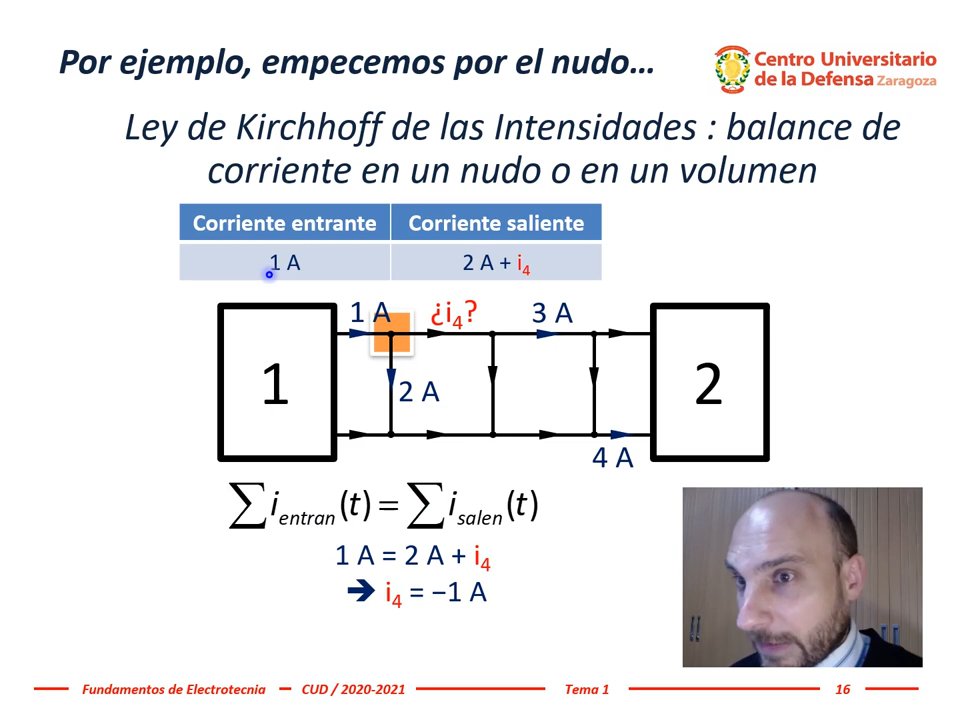 Por ejemplo, empecemos por el nudo…
Centro Universitario
de la Defensa Zaragoza
Ley de Kirchhoff de las Intensidades : balance de
corriente en un nudo o en un volumen
Corriente entrante Corriente saliente
1 A 2 A + i₄
1 A ¿i₄? 3 A
1 2 A 2
4 A
∑ i_entran (t) = ∑ i_salen (t)
1 A = 2 A + i₄
➔ i₄ = −1 A
Fundamentos de Electrotecnia CUD / 2020-2021 Tema 1 16